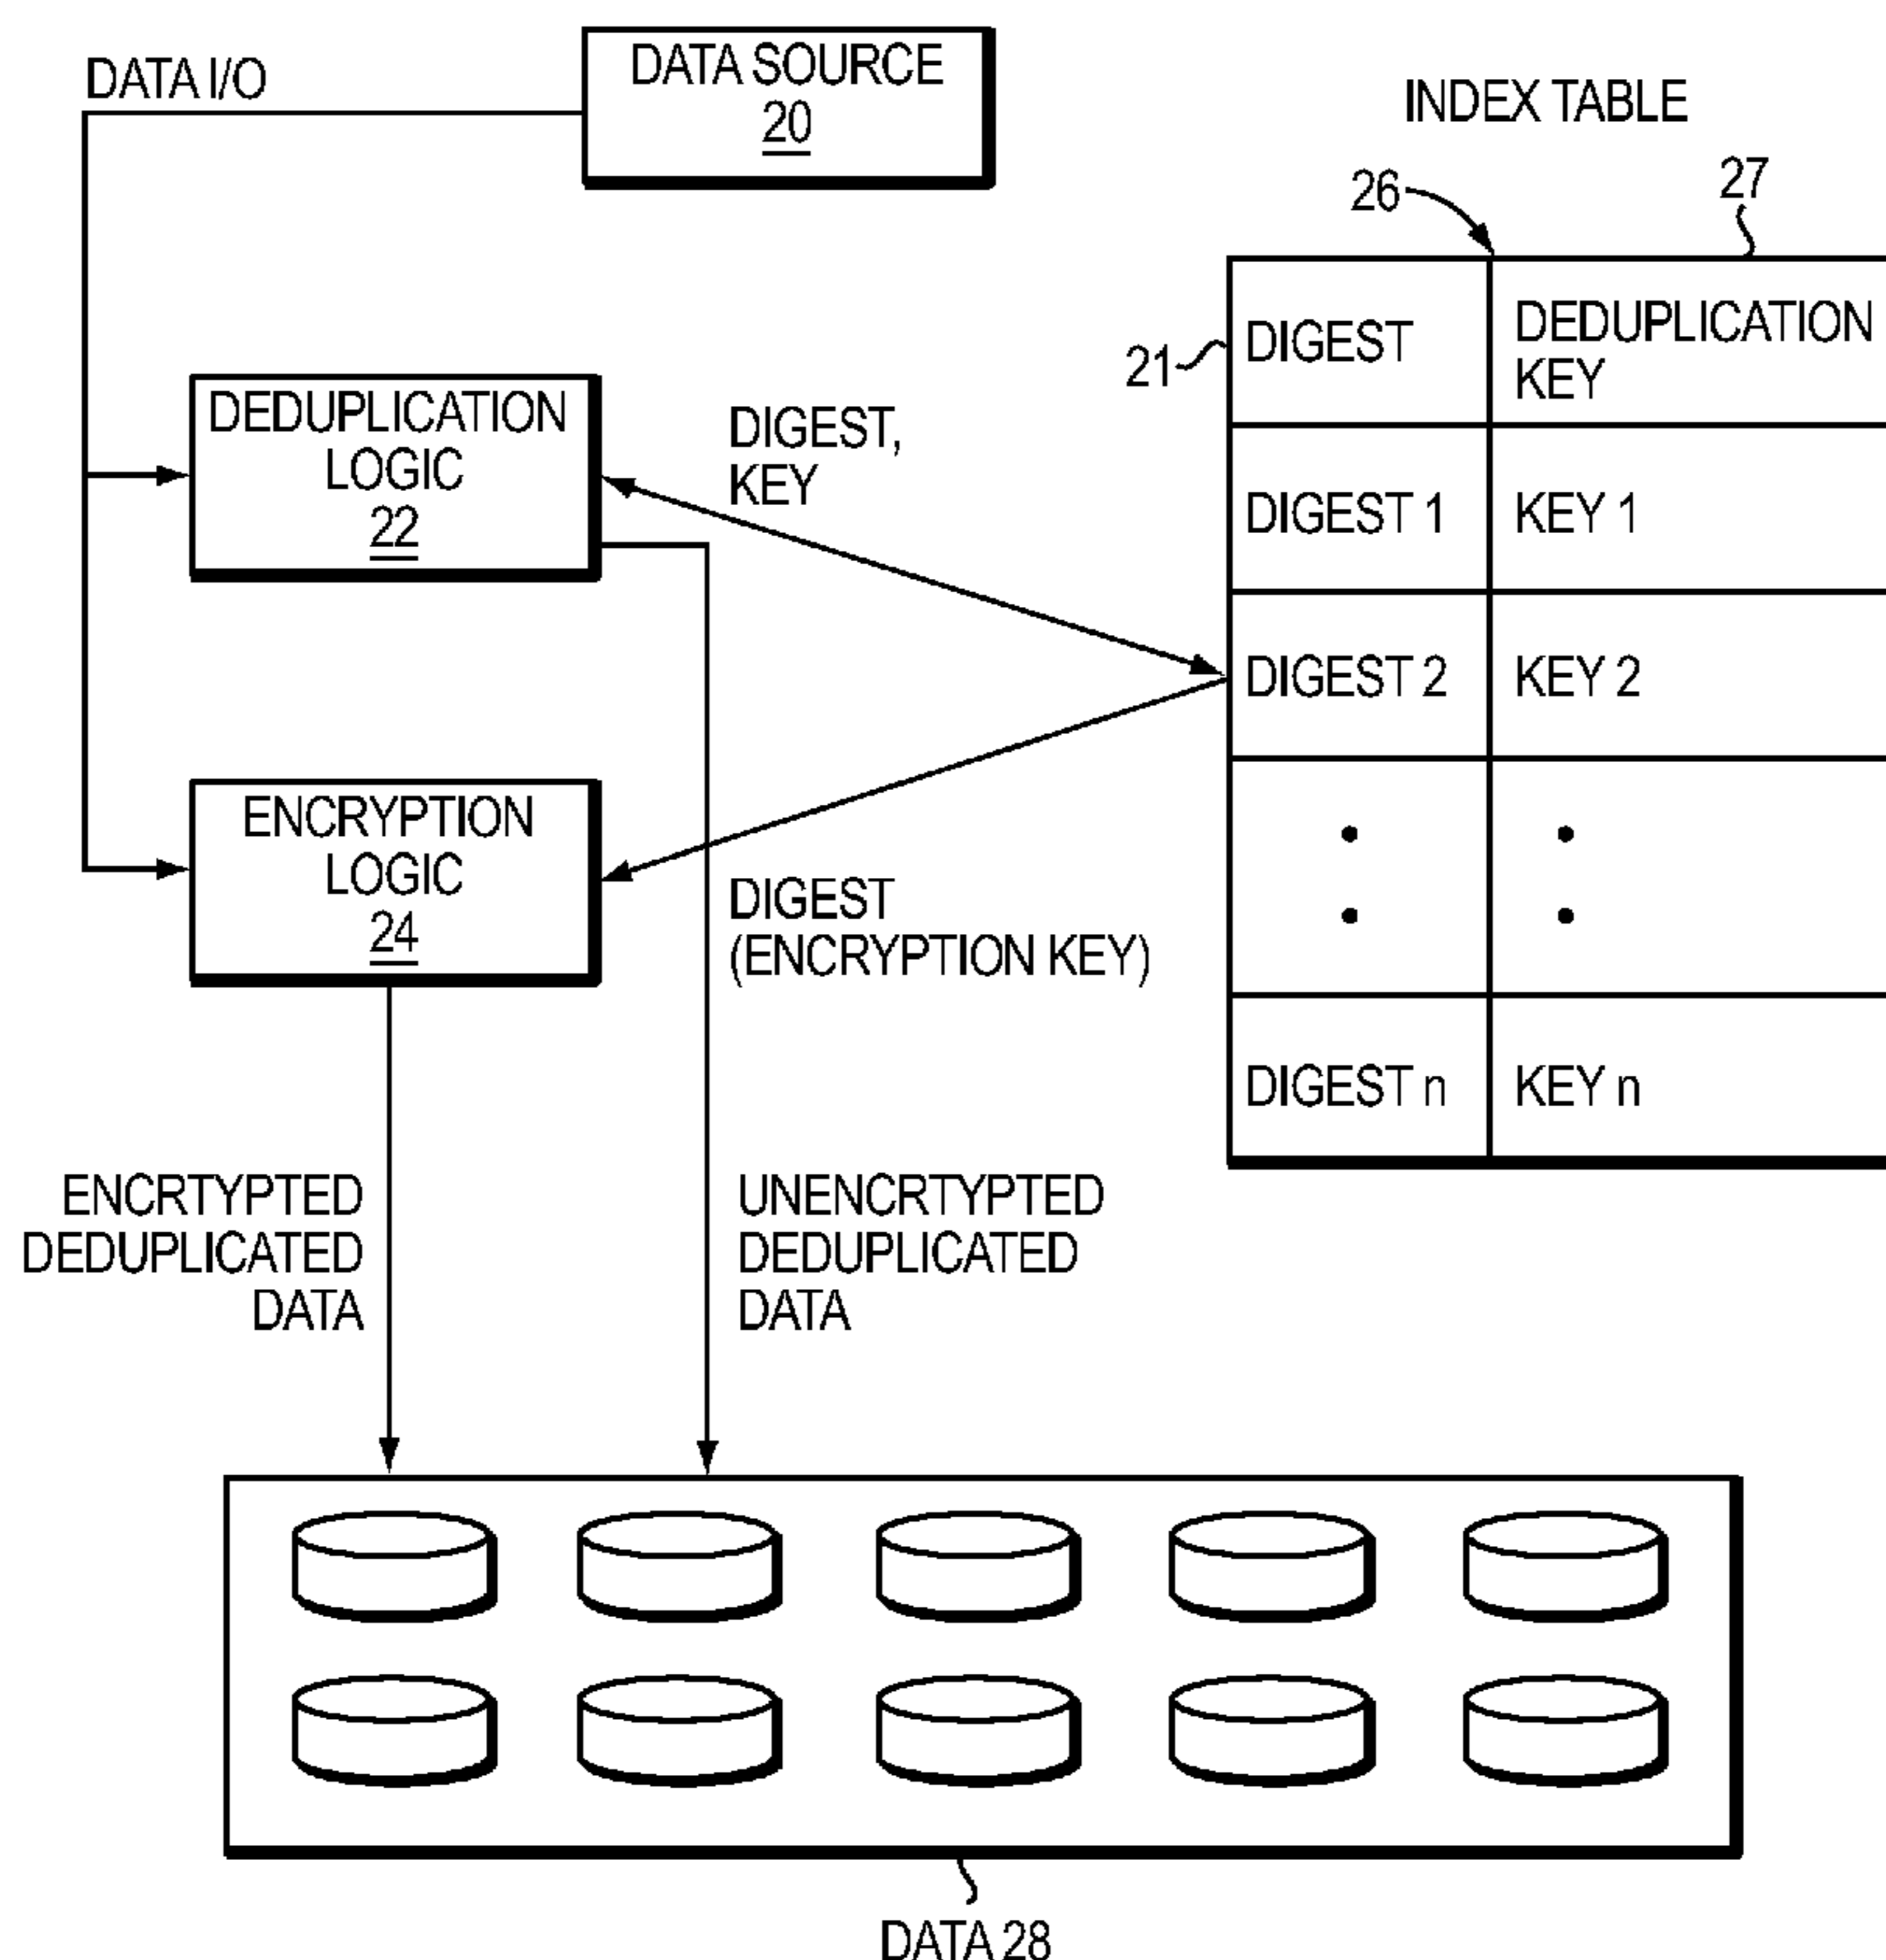 DATA I/O
DATA SOURCE
20
INDEX TABLE
26
27
21
DIGEST
DEDUPLICATION
KEY
DIGEST 1
KEY 1
DIGEST 2
KEY 2
DIGEST n
KEY n
DEDUPLICATION
LOGIC
22
DIGEST,
KEY
ENCRYPTION
LOGIC
24
DIGEST
(ENCRYPTION KEY)
ENCRTYPTED
DEDUPLICATED
DATA
UNENCRTYPTED
DEDUPLICATED
DATA
DATA 28